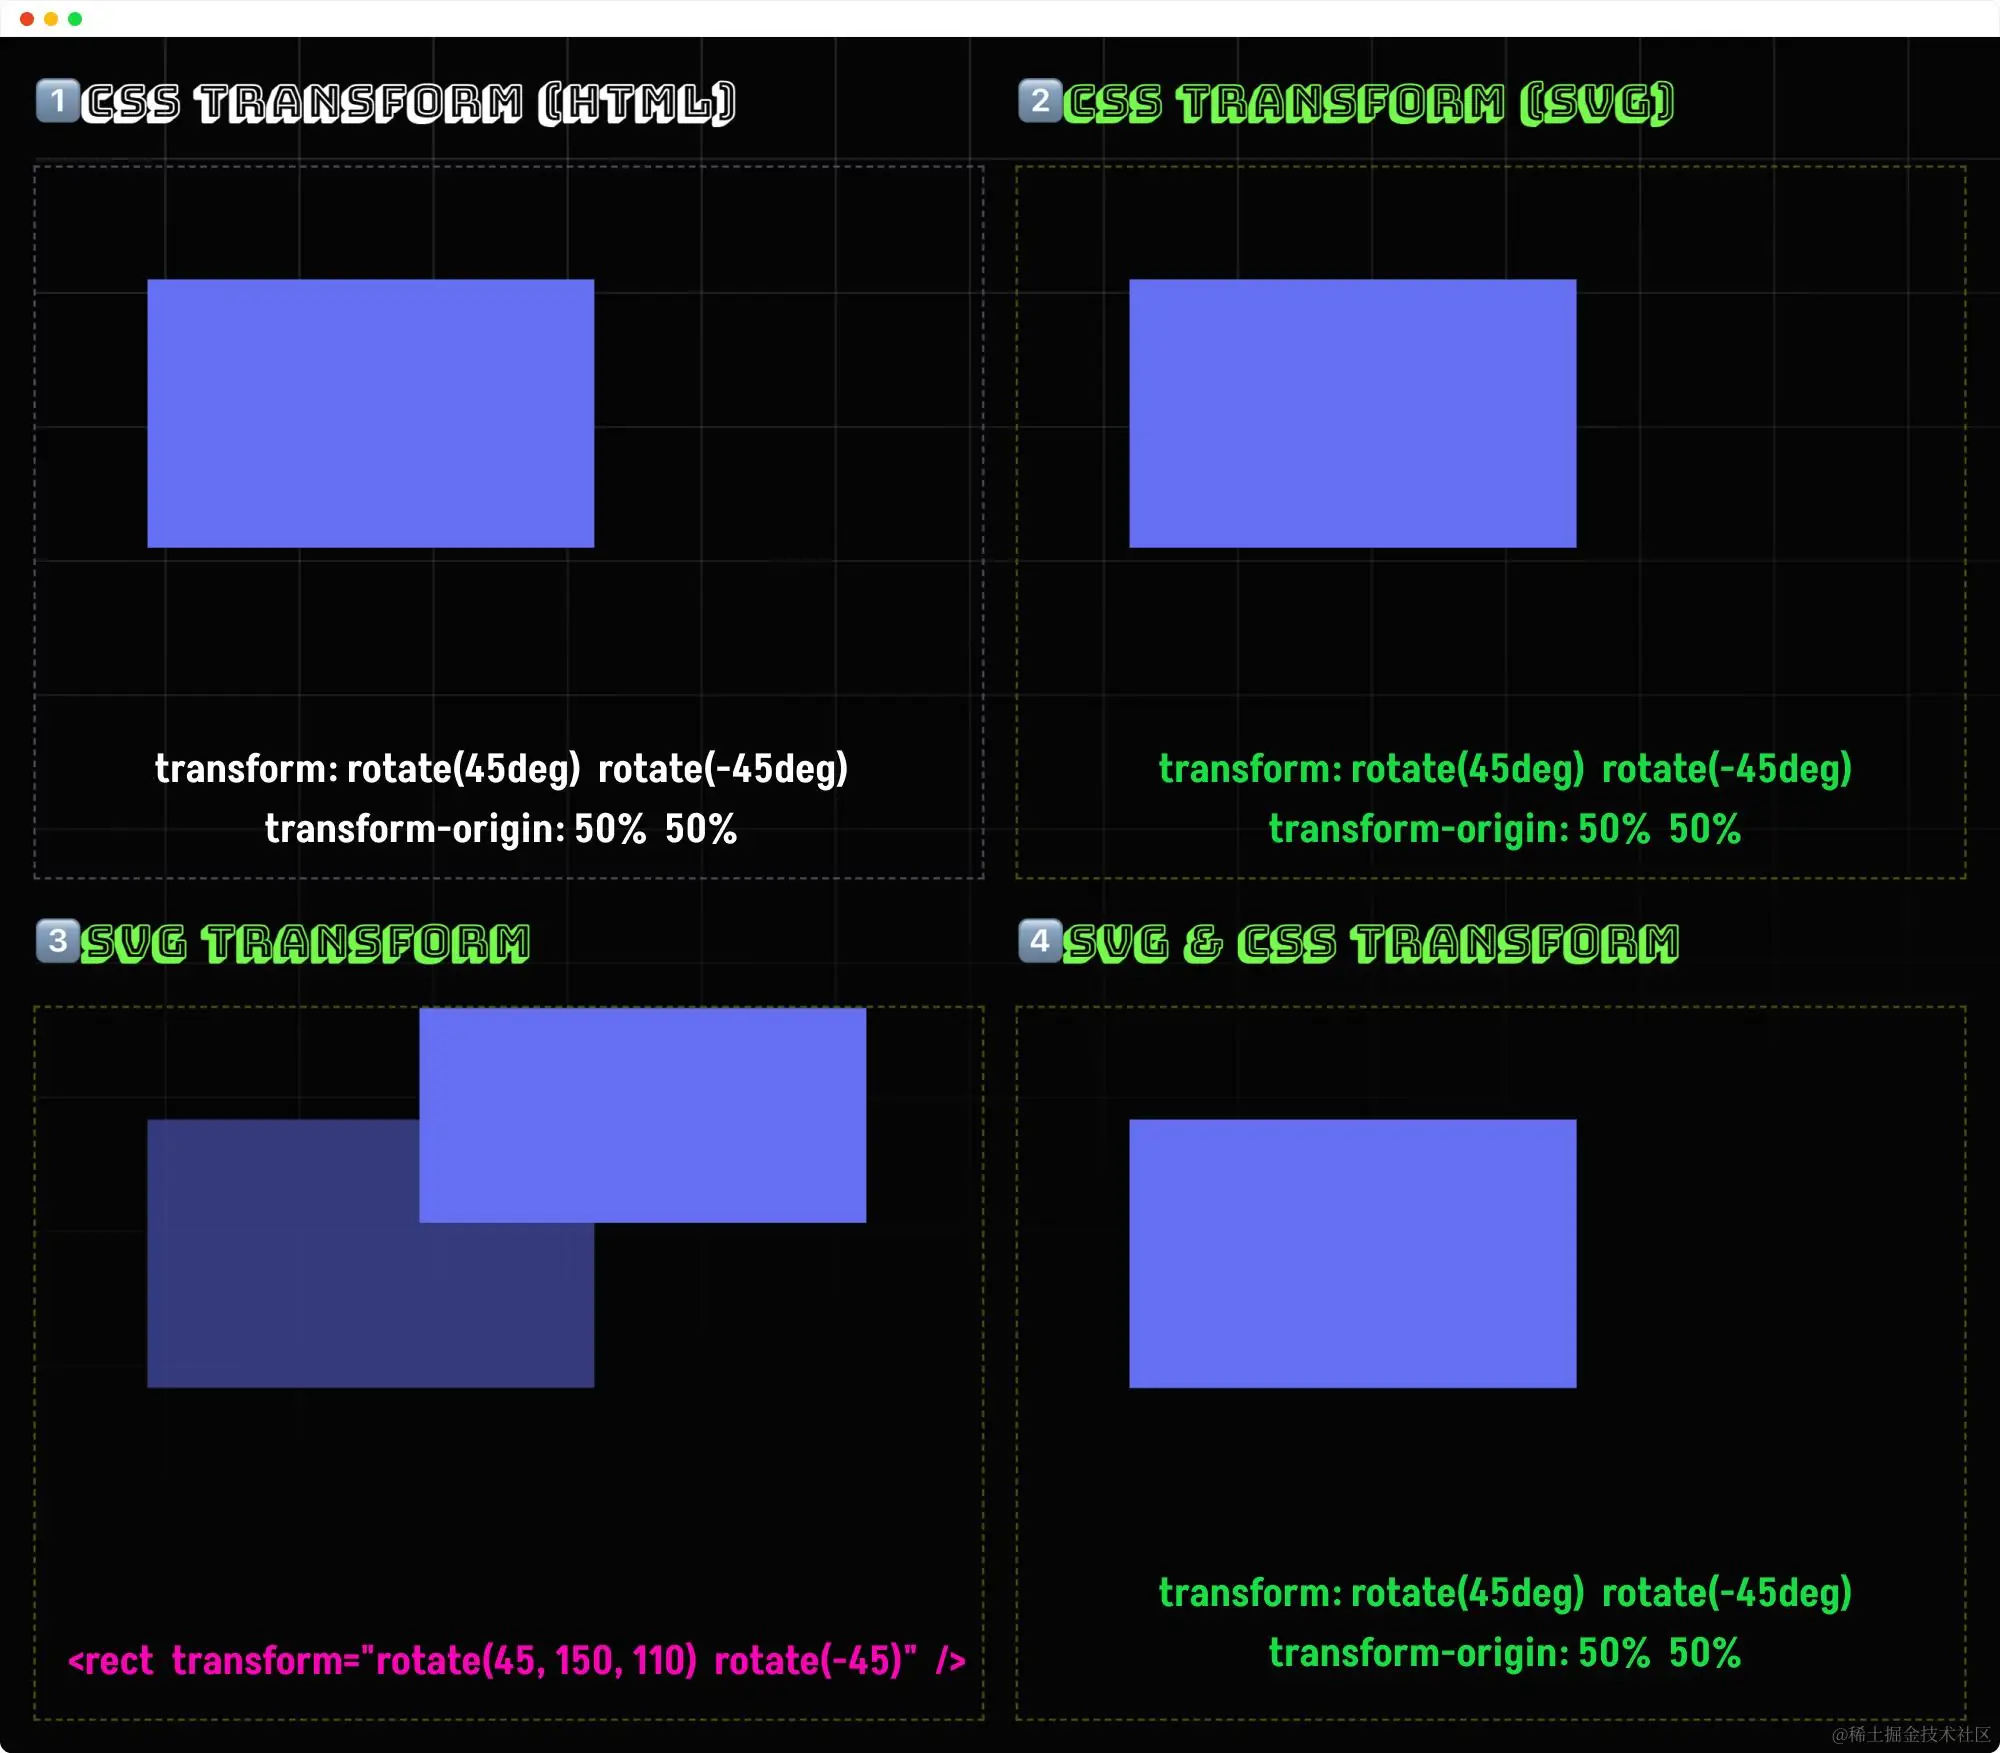 1 CSS TRANSFORM (HTML)
2 CSS TRANSFORM (SVG)
transform: rotate(45deg) rotate(-45deg)
transform-origin: 50% 50%
transform: rotate(45deg) rotate(-45deg)
transform-origin: 50% 50%
3 SVG TRANSFORM
4 SVG & CSS TRANSFORM
<rect transform="rotate(45, 150, 110) rotate(-45)" />
transform: rotate(45deg) rotate(-45deg)
transform-origin: 50% 50%
@稀土掘金技术社区